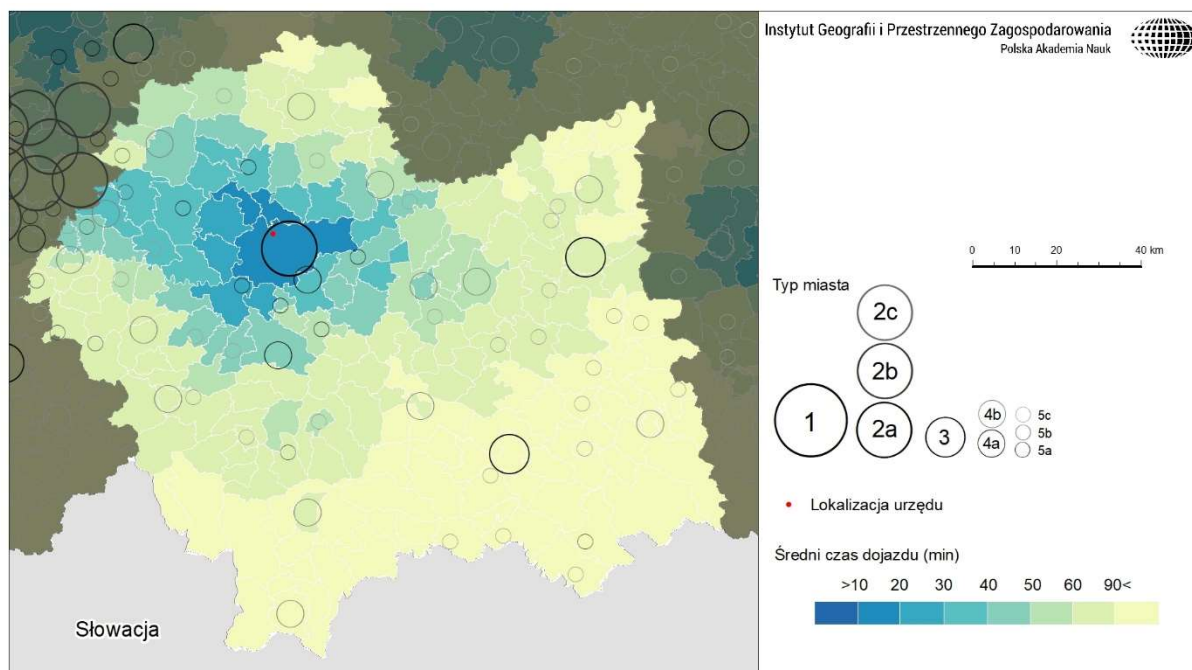 Instytut Geografii i Przestrzennego Zagospodarowania
Polska Akademia Nauk
0 10 20 40 km
Typ miasta
2c
2b
1
2a
3
4b
4a
5c
5b
5a
Lokalizacja urzędu
Średni czas dojazdu (min)
>10 20 30 40 50 60 90<
Słowacja